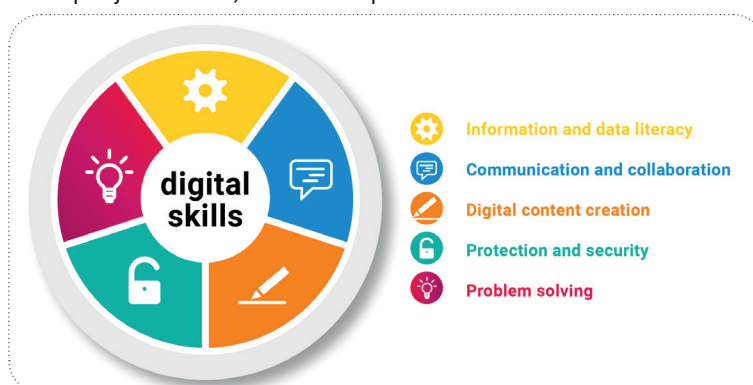 digital
skills
Information and data literacy
Communication and collaboration
Digital content creation
Protection and security
Problem solving